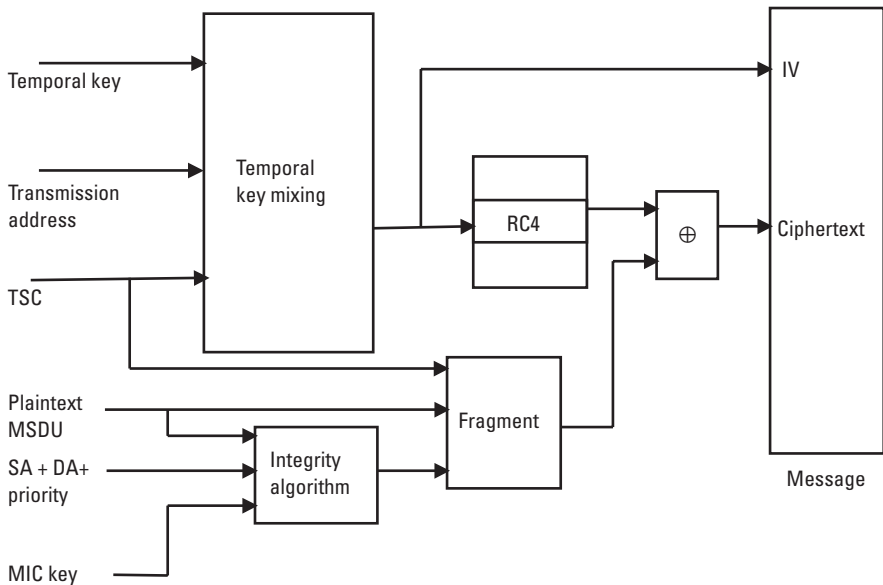 Temporal key
Transmission
address
TSC
Temporal
key mixing
RC4
⊕
IV
Ciphertext
Plaintext
MSDU
SA + DA+
priority
MIC key
Integrity
algorithm
Fragment
Message